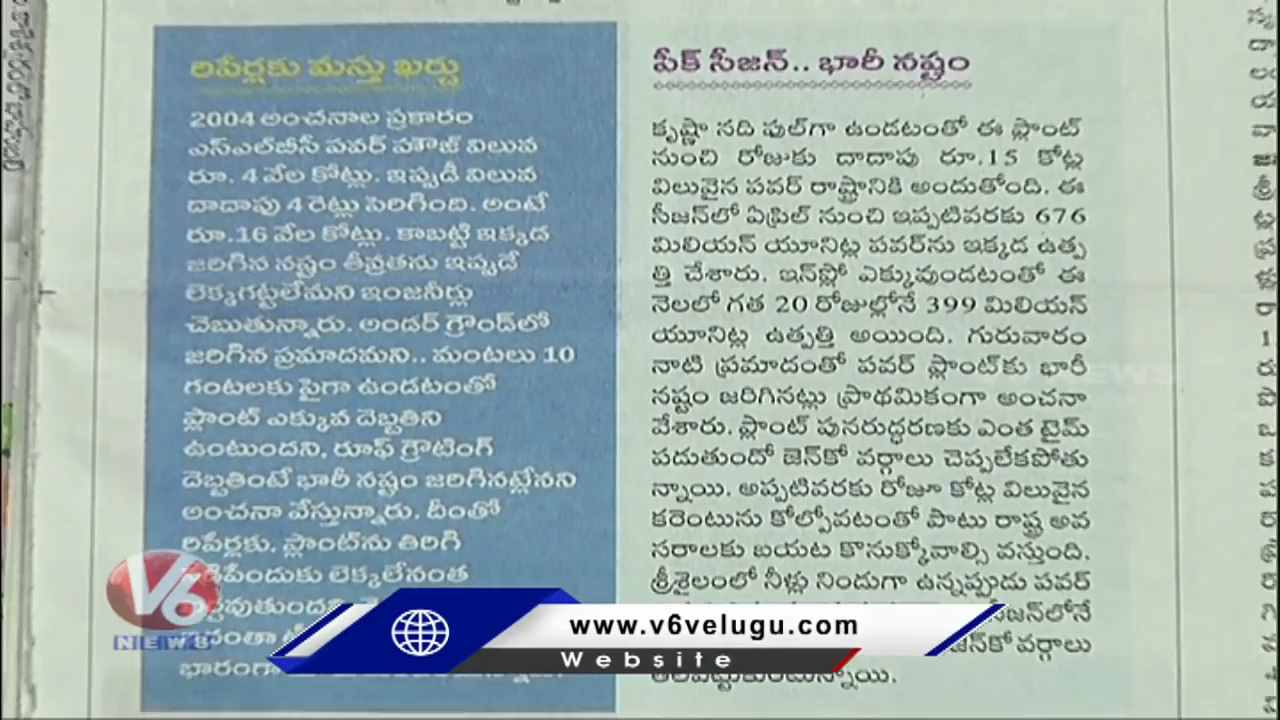 రిపేర్లకు మస్తు ఖర్చు
2004 అంచనాల ప్రకారం
ఎస్ఎల్‌బీసీ పవర్ హౌజ్ విలువ
రూ. 4 వేల కోట్లు. ఇప్పుడీ విలువ
దాదాపు 4 రెట్లు పెరిగింది. అంటే
రూ.16 వేల కోట్లు. కాబట్టి ఇక్కడ
జరిగిన నష్టం తీవ్రతను ఇప్పుడే
లెక్కగట్టలేమని ఇంజనీర్లు
చెబుతున్నారు. అండర్ గ్రౌండ్‌లో
జరిగిన ప్రమాదమని.. మంటలు 10
గంటలకు పైగా ఉండటంతో
ప్లాంట్ ఎక్కువ దెబ్బతిని
ఉంటుందని, రూఫ్ గ్రౌటింగ్
దెబ్బతింటే భారీ నష్టం జరిగినట్లేనని
అంచనా వేస్తున్నారు. దీంతో
రిపేర్లకు, ప్లాంట్‌ను తిరిగి
లెక్కలేనంత
భారంగా
పీక్ సీజన్.. భారీ నష్టం
కృష్ణా నది ఫుల్‌గా ఉండటంతో ఈ ప్లాంట్
నుంచి రోజుకు దాదాపు రూ.15 కోట్ల
విలువైన పవర్ రాష్ట్రానికి అందుతోంది. ఈ
సీజన్‌లో ఏప్రిల్ నుంచి ఇప్పటివరకు 676
మిలియన్ యూనిట్ల పవర్‌ను ఇక్కడ ఉత్ప
త్తి చేశారు. ఇన్‌ఫ్లో ఎక్కువుండటంతో ఈ
నెలలో గత 20 రోజుల్లోనే 399 మిలియన్
యూనిట్ల ఉత్పత్తి అయింది. గురువారం
నాటి ప్రమాదంతో పవర్ ప్లాంట్‌కు భారీ
నష్టం జరిగినట్లు ప్రాథమికంగా అంచనా
వేశారు. ప్లాంట్ పునరుద్ధరణకు ఎంత టైమ్
పడుతుందో జెన్‌కో వర్గాలు చెప్పలేకపోతు
న్నాయి. అప్పటివరకు రోజూ కోట్ల విలువైన
కరెంటును కోల్పోవటంతో పాటు రాష్ట్ర అవ
సరాలకు బయట కొనుక్కోవాల్సి వస్తుంది.
శ్రీశైలంలో నీళ్లు నిండుగా ఉన్నప్పుడు పవర్
సీజన్‌లోనే
జెన్‌కో వర్గాలు
V6
NEWS
www.v6velugu.com
Website